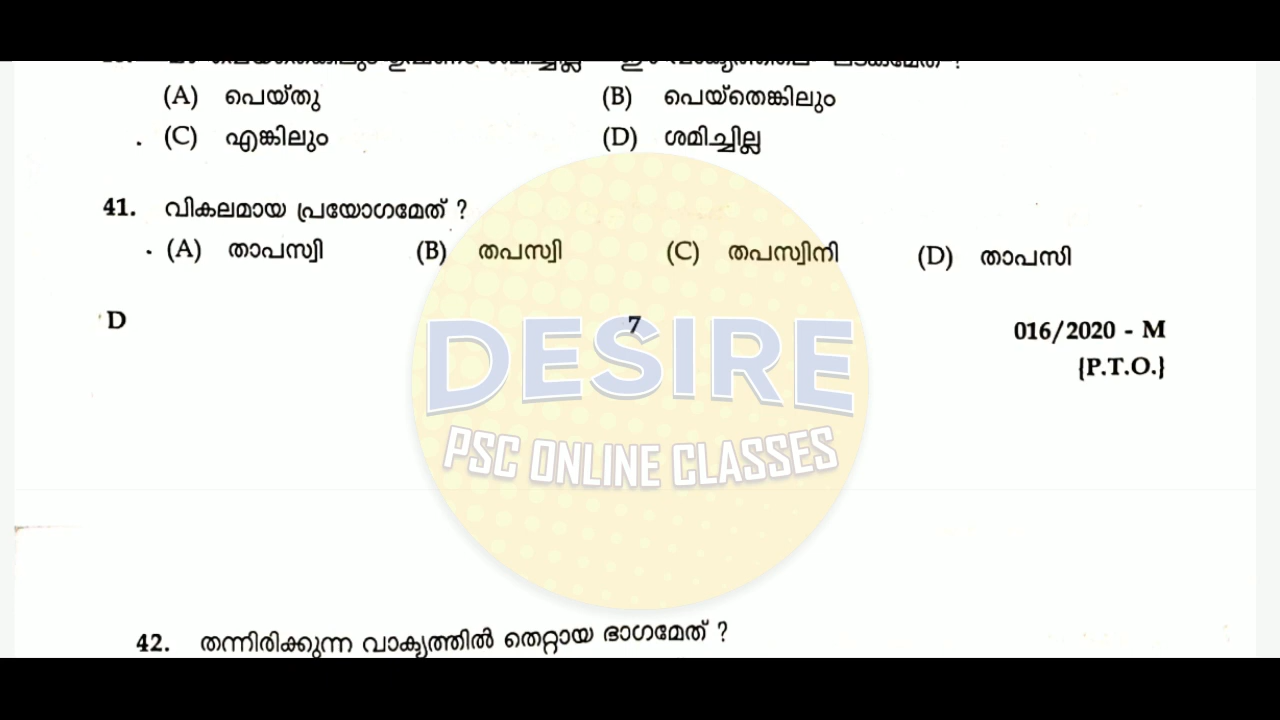 (A) പെയ്തു (B) പെയ്തെങ്കിലും
(C) എങ്കിലും (D) ശമിച്ചില്ല
41. വികലമായ പ്രയോഗമേത് ?
(A) താപസ്വി (B) തപസ്വി (C) തപസ്വിനി (D) താപസി
D 7 016/2020 - M
{P.T.O.}
DESIRE
PSC ONLINE CLASSES
42. തന്നിരിക്കുന്ന വാക്യത്തിൽ തെറ്റായ ഭാഗമേത് ?